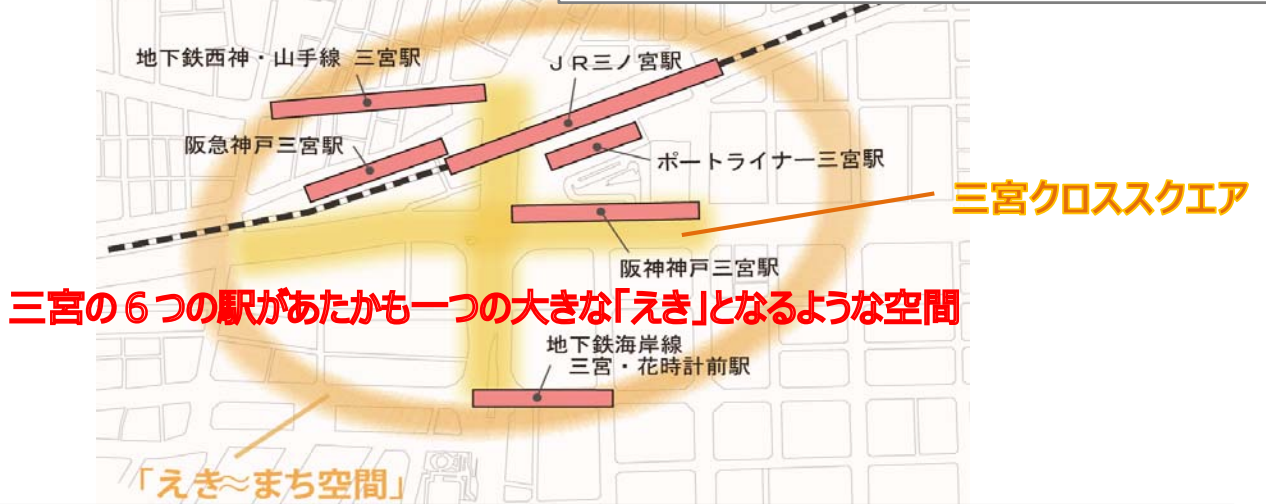 地下鉄西神・山手線 三宮駅
ＪＲ三ノ宮駅
阪急神戸三宮駅
ポートライナー三宮駅
三宮クロススクエア
阪神神戸三宮駅
三宮の６つの駅があたかも一つの大きな「えき」となるような空間
地下鉄海岸線
三宮・花時計前駅
「えき～まち空間」